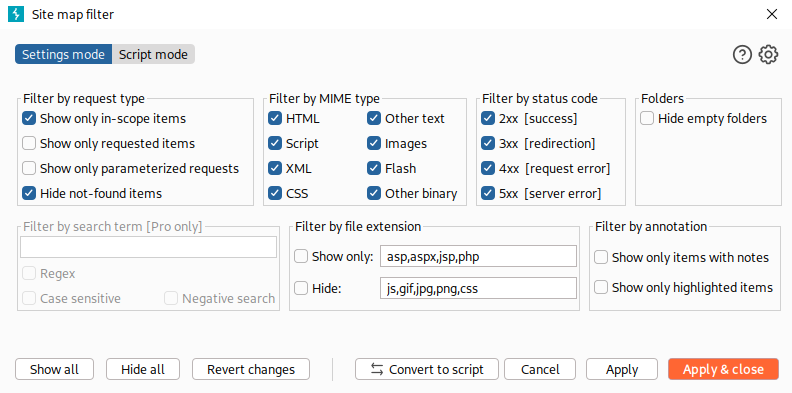 Site map filter
Settings mode Script mode
Filter by request type
Show only in-scope items
Show only requested items
Show only parameterized requests
Hide not-found items
Filter by MIME type
HTML Other text
Script Images
XML Flash
CSS Other binary
Filter by status code
2xx [success]
3xx [redirection]
4xx [request error]
5xx [server error]
Folders
Hide empty folders
Filter by search term [Pro only]
Regex
Case sensitive Negative search
Filter by file extension
Show only: asp,aspx,jsp,php
Hide: js,gif,jpg,png,css
Filter by annotation
Show only items with notes
Show only highlighted items
Show all Hide all Revert changes Convert to script Cancel Apply Apply & close